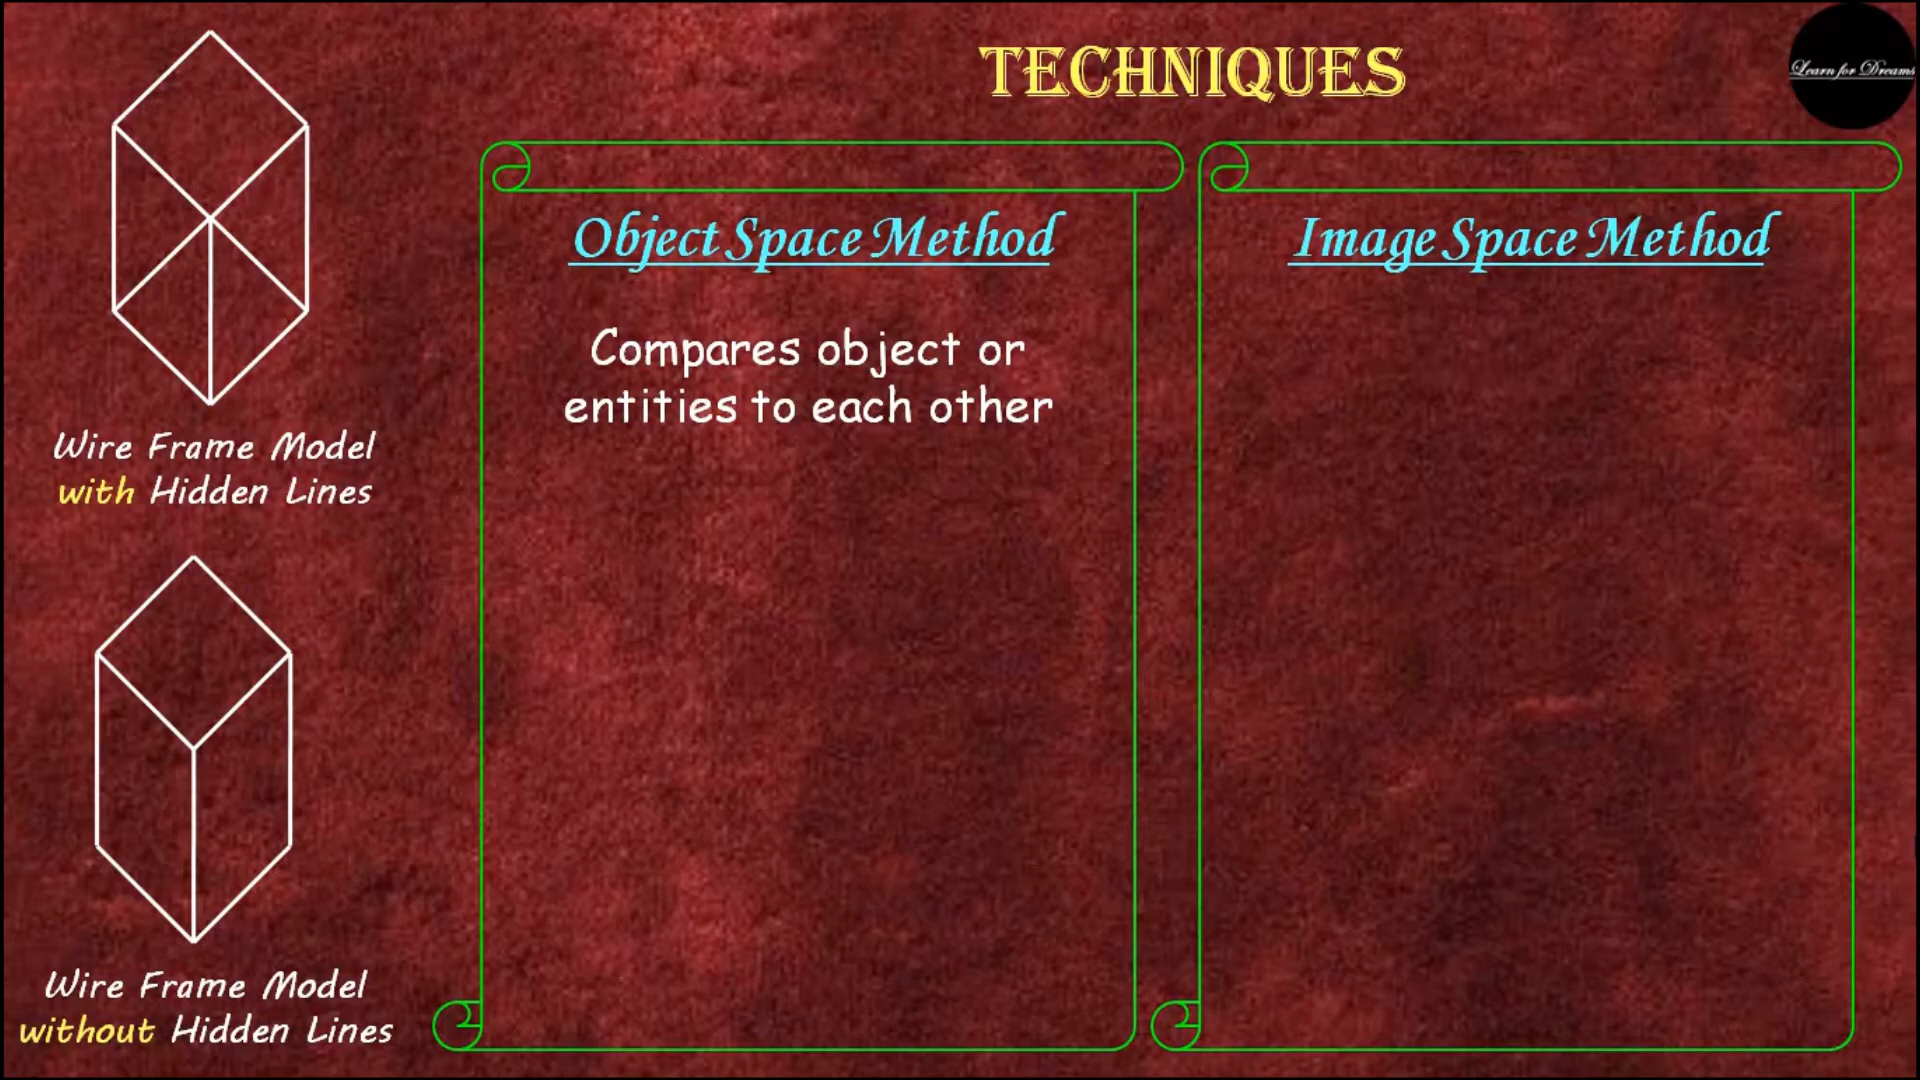 TECHNIQUES
Learn for Dreams
Object Space Method
Compares object or
entities to each other
Image Space Method
Wire Frame Model
with Hidden Lines
Wire Frame Model
without Hidden Lines